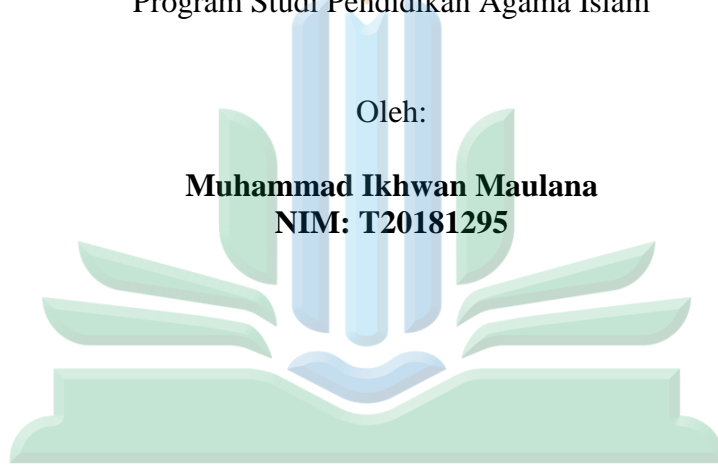 Program Studi Pendidikan Agama Islam
Oleh:
Muhammad Ikhwan Maulana
NIM: T20181295